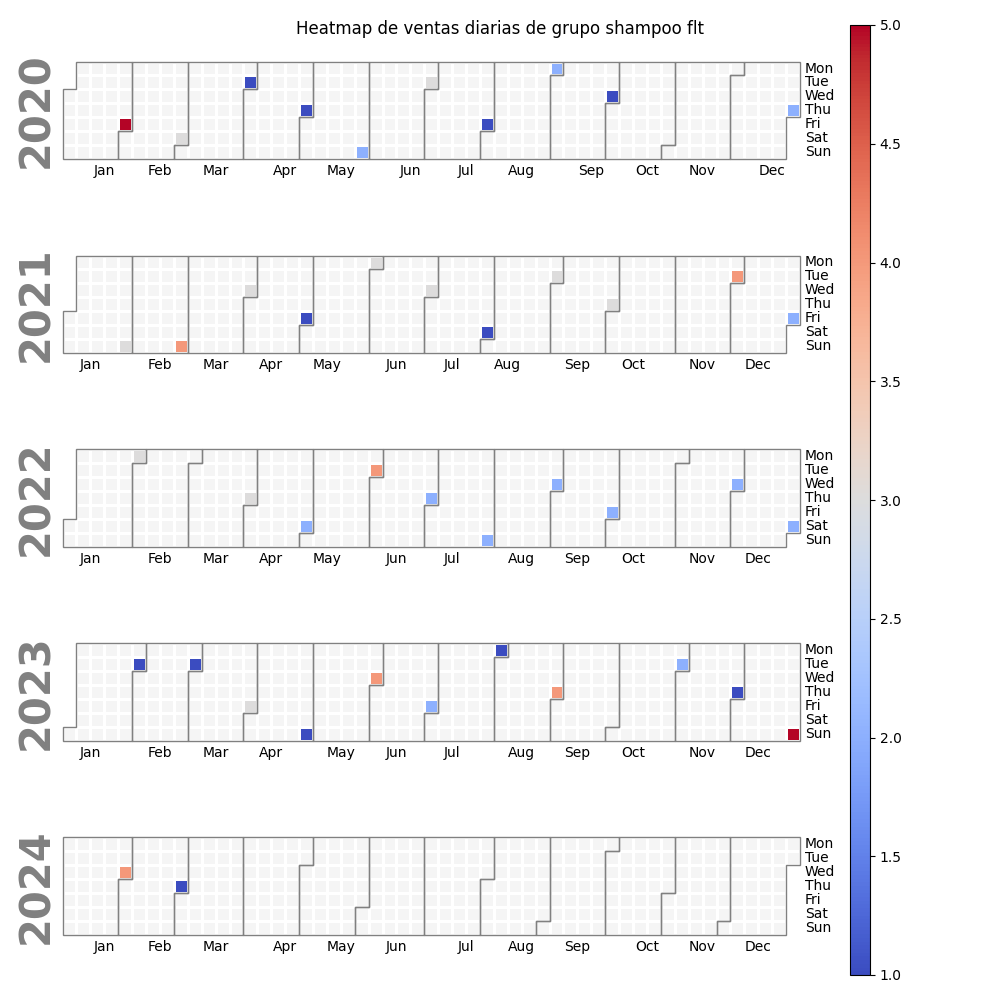 Heatmap de ventas diarias de grupo shampoo flt
2020
Mon
Tue
Wed
Thu
Fri
Sat
Sun
Jan Feb Mar Apr May Jun Jul Aug Sep Oct Nov Dec
2021
Mon
Tue
Wed
Thu
Fri
Sat
Sun
Jan Feb Mar Apr May Jun Jul Aug Sep Oct Nov Dec
2022
Mon
Tue
Wed
Thu
Fri
Sat
Sun
Jan Feb Mar Apr May Jun Jul Aug Sep Oct Nov Dec
2023
Mon
Tue
Wed
Thu
Fri
Sat
Sun
Jan Feb Mar Apr May Jun Jul Aug Sep Oct Nov Dec
2024
Mon
Tue
Wed
Thu
Fri
Sat
Sun
Jan Feb Mar Apr May Jun Jul Aug Sep Oct Nov Dec
5.0
4.5
4.0
3.5
3.0
2.5
2.0
1.5
1.0